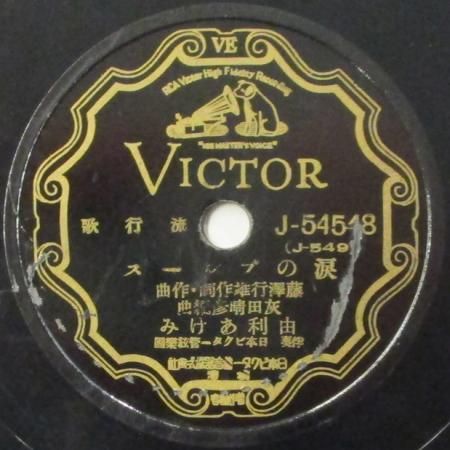 VE
RCA Victor High Fidelity Recording
"HIS MASTER'S VOICE"
VICTOR
歌行流
J-54548
(J-549)
スールブの涙
曲作・詞作雄行澤藤
曲編彦晴田灰
みけあ利由
伴奏 日本ビクター管絃樂團